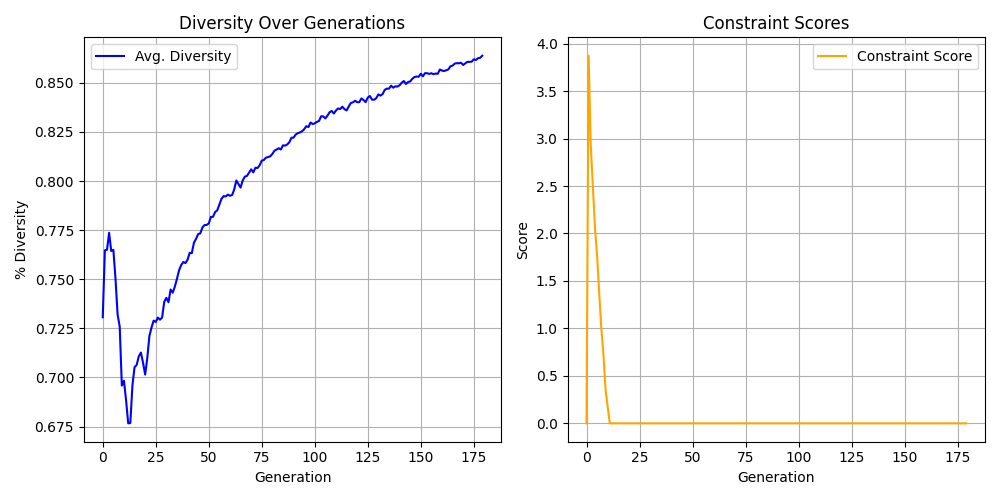 Diversity Over Generations
Avg. Diversity
% Diversity
0.850
0.825
0.800
0.775
0.750
0.725
0.700
0.675
0 25 50 75 100 125 150 175
Generation
Constraint Scores
Constraint Score
Score
4.0
3.5
3.0
2.5
2.0
1.5
1.0
0.5
0.0
0 25 50 75 100 125 150 175
Generation